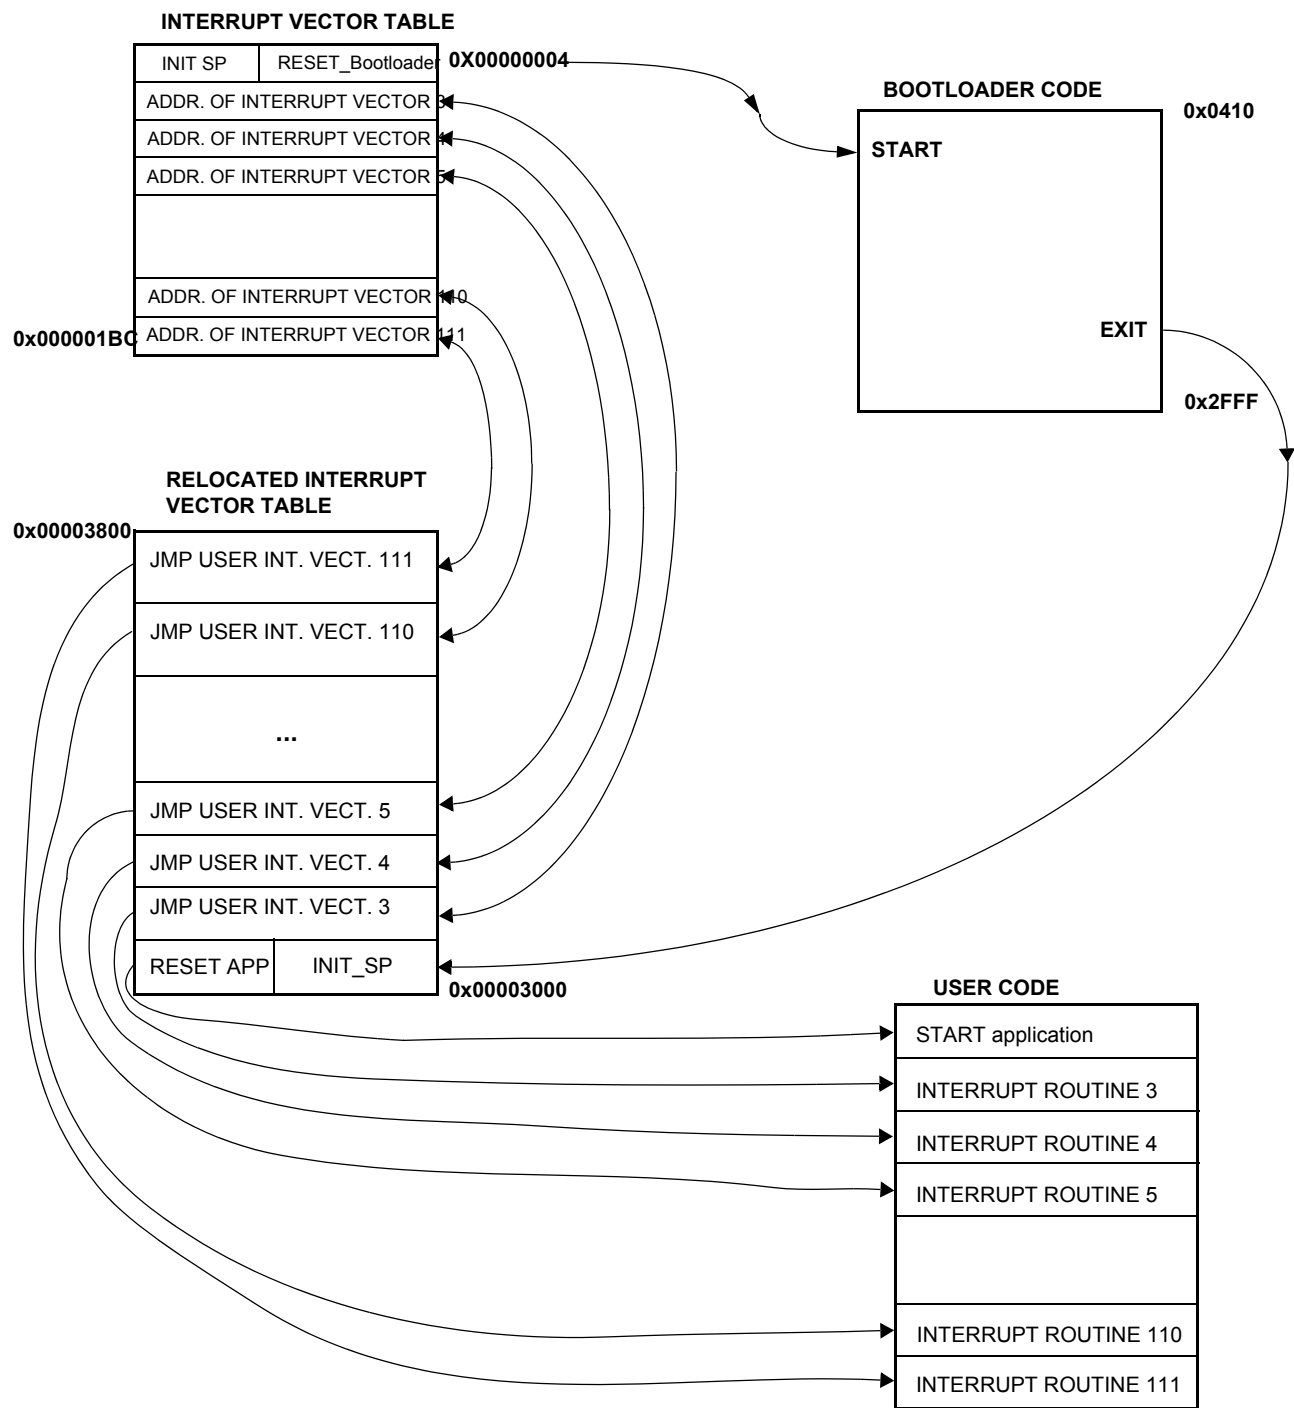 INTERRUPT VECTOR TABLE
INIT SP RESET_Bootloader 0X00000004
ADDR. OF INTERRUPT VECTOR 3
ADDR. OF INTERRUPT VECTOR 4
ADDR. OF INTERRUPT VECTOR 5
ADDR. OF INTERRUPT VECTOR 110
0x000001BC ADDR. OF INTERRUPT VECTOR 111
BOOTLOADER CODE
0x0410
START
EXIT
0x2FFF
RELOCATED INTERRUPT
VECTOR TABLE
0x00003800
JMP USER INT. VECT. 111
JMP USER INT. VECT. 110
...
JMP USER INT. VECT. 5
JMP USER INT. VECT. 4
JMP USER INT. VECT. 3
RESET APP INIT_SP
0x00003000
USER CODE
START application
INTERRUPT ROUTINE 3
INTERRUPT ROUTINE 4
INTERRUPT ROUTINE 5
INTERRUPT ROUTINE 110
INTERRUPT ROUTINE 111